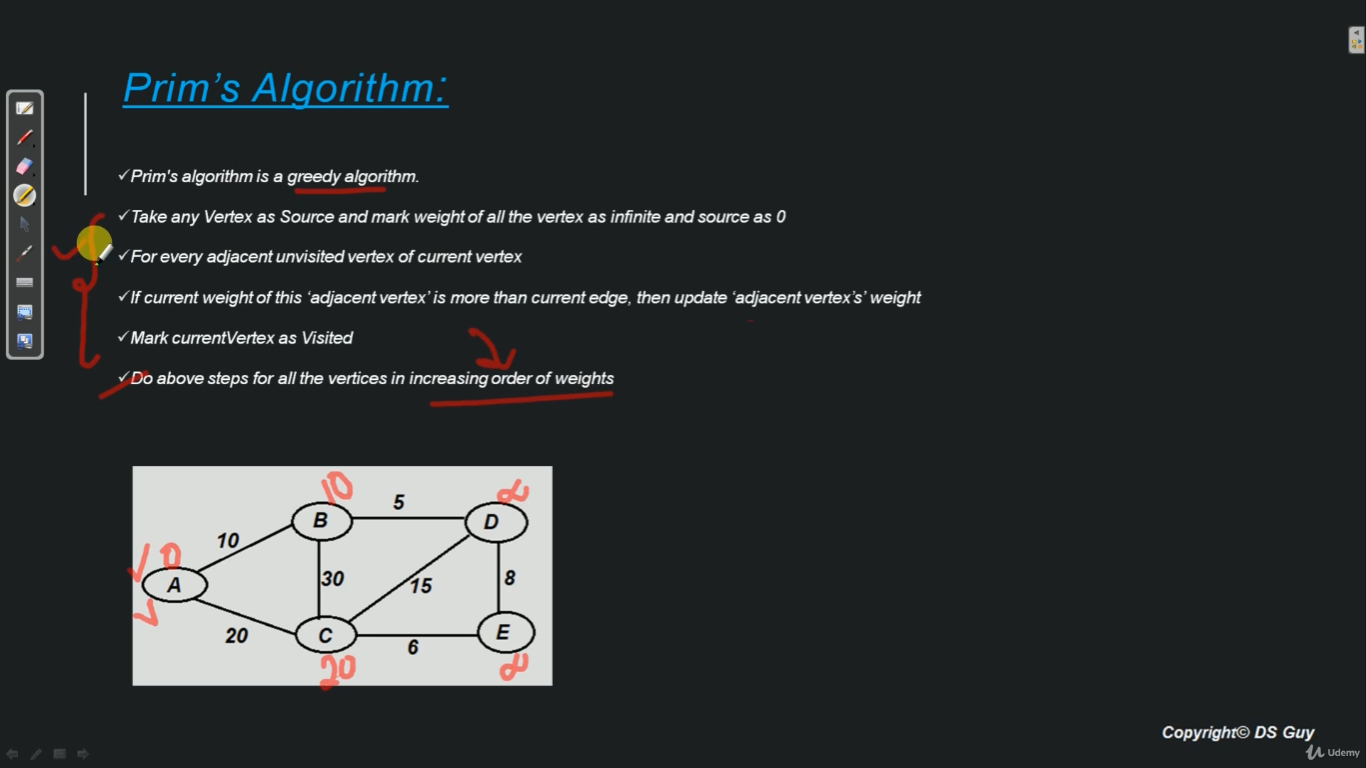 Prim's Algorithm:
✓Prim's algorithm is a greedy algorithm.
✓Take any Vertex as Source and mark weight of all the vertex as infinite and source as 0
✓For every adjacent unvisited vertex of current vertex
✓If current weight of this ‘adjacent vertex’ is more than current edge, then update ‘adjacent vertex’s’ weight
✓Mark currentVertex as Visited
✓Do above steps for all the vertices in increasing order of weights
10 ∞
B 5 D
10
0
A 30 15 8
20 C 6 E
20 ∞
Copyright© DS Guy
Udemy